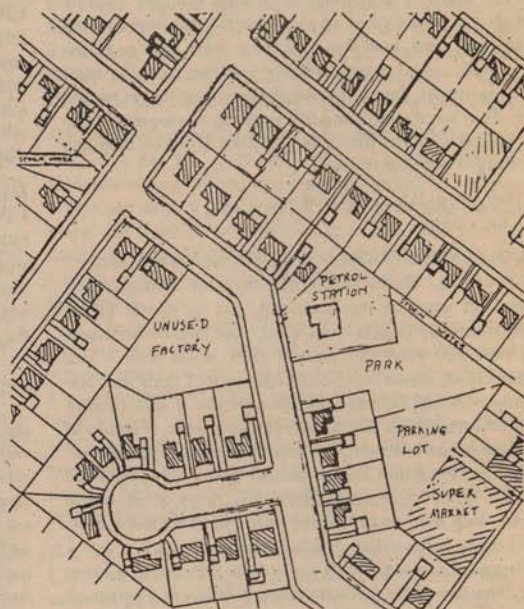 STORM WATER
PETROL
STATION
UNUSED
FACTORY
STORM WATER
PARK
PARKING
LOT
SUPER
MARKET